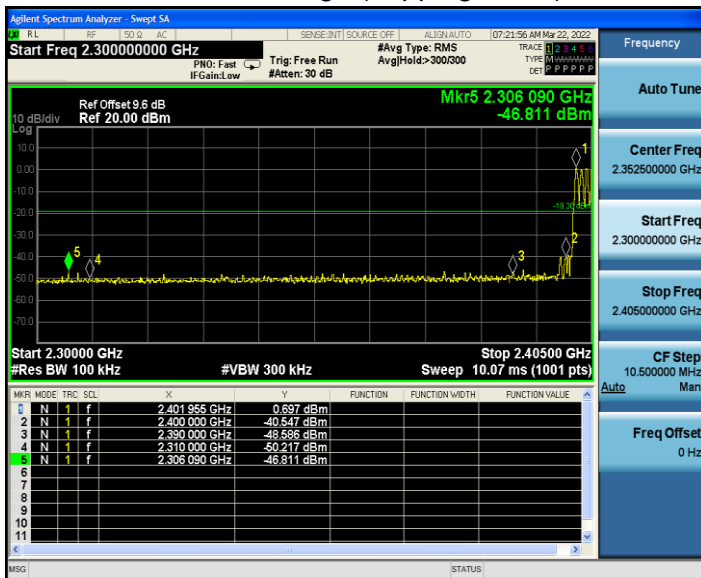 Agilent Spectrum Analyzer - Swept SA
RL RF 50 Ω AC SENSE:INT SOURCE OFF ALIGN AUTO 07:21:56 AM Mar 22, 2022
Start Freq 2.300000000 GHz
PNO: Fast
IFGain:Low
Trig: Free Run
#Atten: 30 dB
#Avg Type: RMS
Avg|Hold:>300/300
TRACE 1 2 3 4 5 6
TYPE M
DET P P P P P P
Frequency
Auto Tune
Center Freq
2.352500000 GHz
Start Freq
2.300000000 GHz
Stop Freq
2.405000000 GHz
CF Step
10.500000 MHz
Auto Man
Freq Offset
0 Hz
Mkr5 2.306 090 GHz
-46.811 dBm
Ref Offset 9.6 dB
10 dB/div Ref 20.00 dBm
Log
10.0
0.00
-10.0
-20.0
-30.0
-40.0
-50.0
-60.0
-70.0
1
2
3
4
5
Start 2.30000 GHz Stop 2.40500 GHz
#Res BW 100 kHz #VBW 300 kHz Sweep 10.07 ms (1001 pts)
MKR MODE TRC SCL X Y FUNCTION FUNCTION WIDTH FUNCTION VALUE
1 N 1 f 2.401 955 GHz 0.697 dBm
2 N 1 f 2.400 000 GHz -40.547 dBm
3 N 1 f 2.390 000 GHz -48.586 dBm
4 N 1 f 2.310 000 GHz -50.217 dBm
5 N 1 f 2.306 090 GHz -46.811 dBm
6
7
8
9
10
11
MSG STATUS